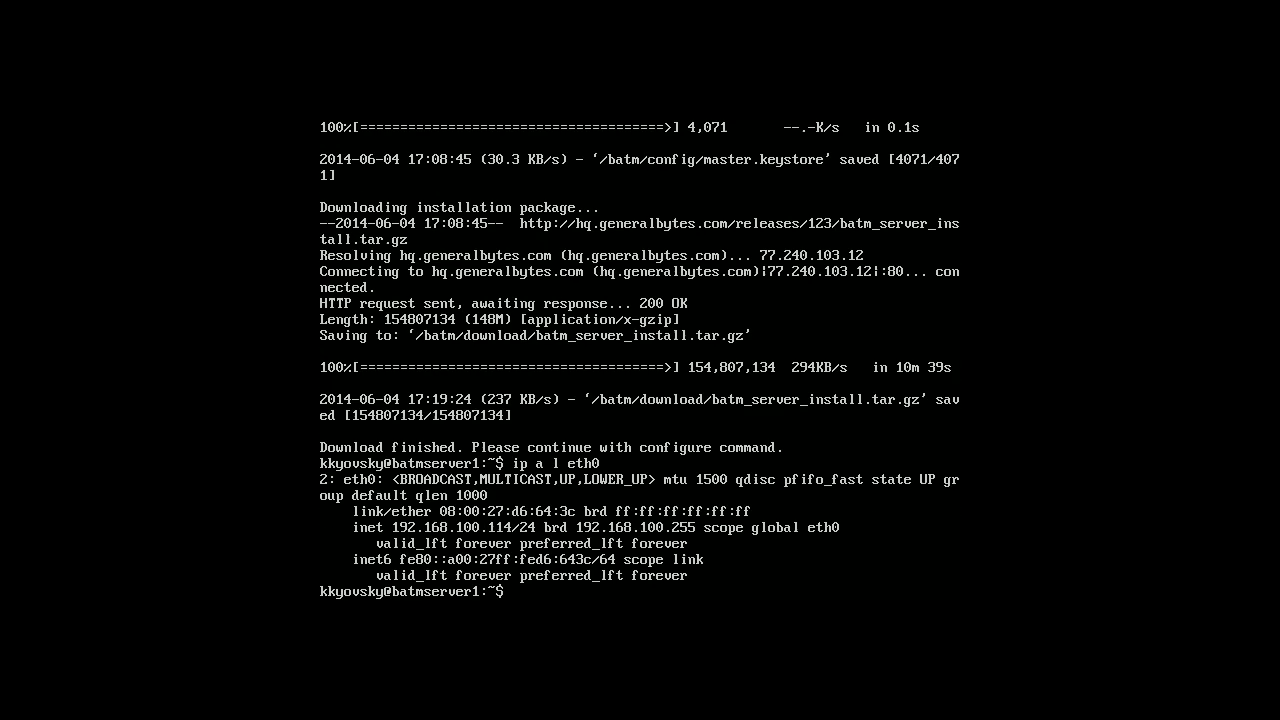 100%[======================================>] 4,071       --.-K/s   in 0.1s
2014-06-04 17:08:45 (30.3 KB/s) - ‘/batm/config/master.keystore’ saved [4071/407
1]
Downloading installation package...
--2014-06-04 17:08:45--  http://hq.generalbytes.com/releases/123/batm_server_ins
tall.tar.gz
Resolving hq.generalbytes.com (hq.generalbytes.com)... 77.240.103.12
Connecting to hq.generalbytes.com (hq.generalbytes.com)|77.240.103.12|:80... con
nected.
HTTP request sent, awaiting response... 200 OK
Length: 154807134 (148M) [application/x-gzip]
Saving to: ‘/batm/download/batm_server_install.tar.gz’
100%[======================================>] 154,807,134  294KB/s   in 10m 39s
2014-06-04 17:19:24 (237 KB/s) - ‘/batm/download/batm_server_install.tar.gz’ sav
ed [154807134/154807134]
Download finished. Please continue with configure command.
kkyovsky@batmserver1:~$ ip a l eth0
2: eth0: <BROADCAST,MULTICAST,UP,LOWER_UP> mtu 1500 qdisc pfifo_fast state UP gr
oup default qlen 1000
    link/ether 08:00:27:d6:64:3c brd ff:ff:ff:ff:ff:ff
    inet 192.168.100.114/24 brd 192.168.100.255 scope global eth0
       valid_lft forever preferred_lft forever
    inet6 fe80::a00:27ff:fed6:643c/64 scope link
       valid_lft forever preferred_lft forever
kkyovsky@batmserver1:~$